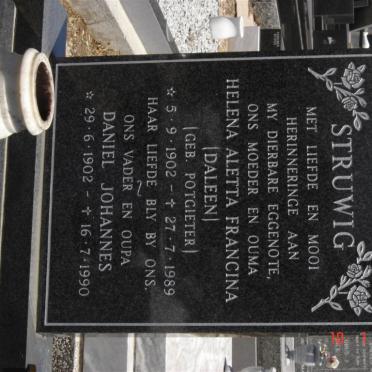 STRUWIG
MET LIEFDE EN MOOI
HERINNERINGE AAN
MY DIERBARE EGGENOTE,
ONS MOEDER EN OUMA
HELENA ALETTA FRANCINA
(DALEEN)
(GEB. POTGIETER)
☆ 5 · 9 · 1902 – ✝ 27 · 7 · 1989
HAAR LIEFDE BLY BY ONS.
~
ONS VADER EN OUPA
DANIEL JOHANNES
☆ 29 · 6 · 1902 – ✝ 16 · 7 · 1990